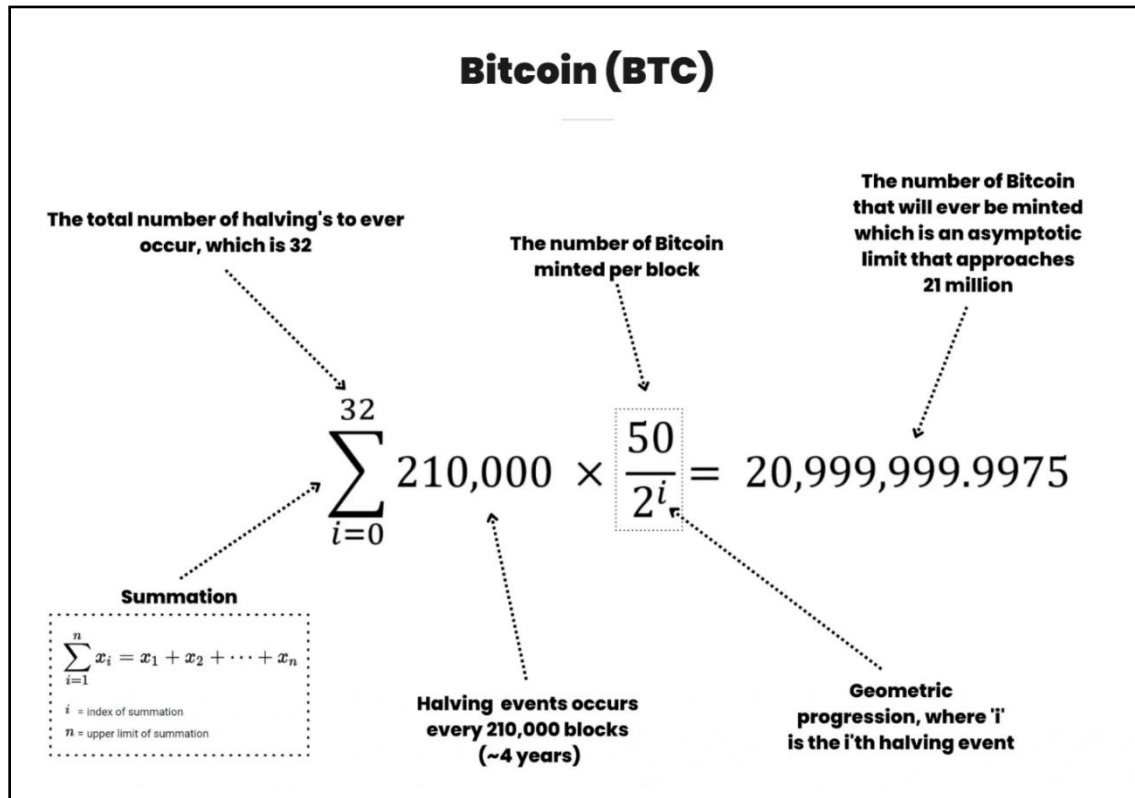 Bitcoin (BTC)
The total number of halving's to ever
occur, which is 32
The number of Bitcoin
minted per block
The number of Bitcoin
that will ever be minted
which is an asymptotic
limit that approaches
21 million
32
∑ 210,000 × 50/2^i = 20,999,999.9975
i=0
Summation
n
∑ x_i = x_1 + x_2 + ⋯ + x_n
i=1
i = index of summation
n = upper limit of summation
Halving events occurs
every 210,000 blocks
(~4 years)
Geometric
progression, where 'i'
is the i'th halving event